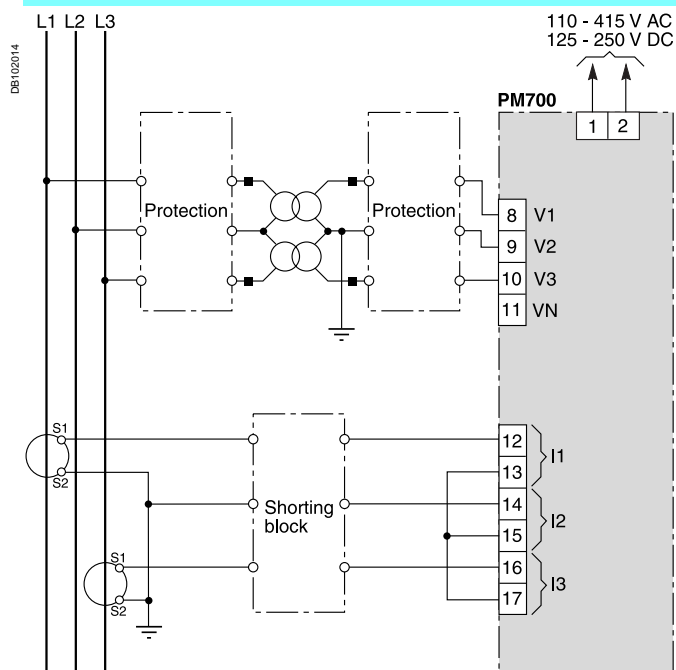 L1 L2 L3
110 - 415 V AC
125 - 250 V DC
DB102014
PM700
1 2
Protection
Protection
8 V1
9 V2
10 V3
11 VN
S1
S2
12
13
I1
Shorting
block
14
15
I2
S1
S2
16
17
I3